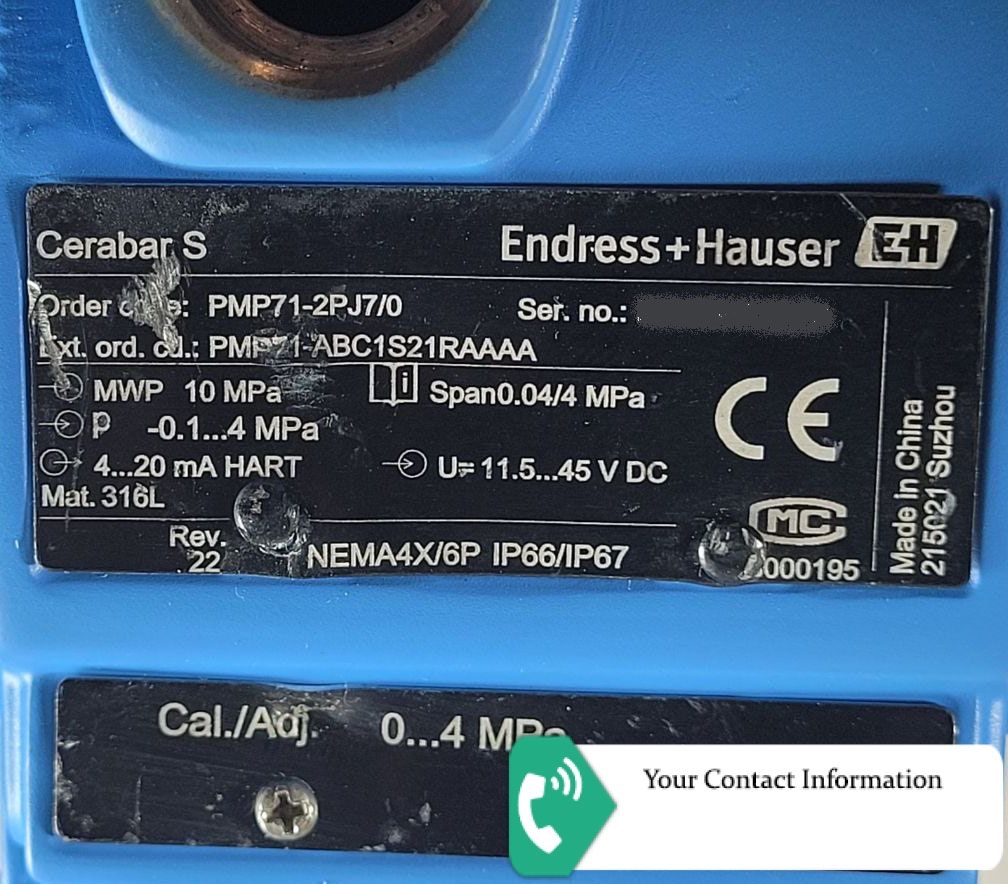 Cerabar S
Endress+Hauser EH
Order PMP71-2PJ7/0
Ser. no.:
Ext. ord. cd.: PMP71-ABC1S21RAAAA
MWP 10 MPa
i Span0.04/4 MPa
p -0.1...4 MPa
4...20 mA HART
U= 11.5...45 V DC
Mat. 316L
CE
MC
Rev.
22
NEMA4X/6P IP66/IP67
000195
Made in China
215021 Suzhou
Cal./Adj. 0...4 MPa
Your Contact Information